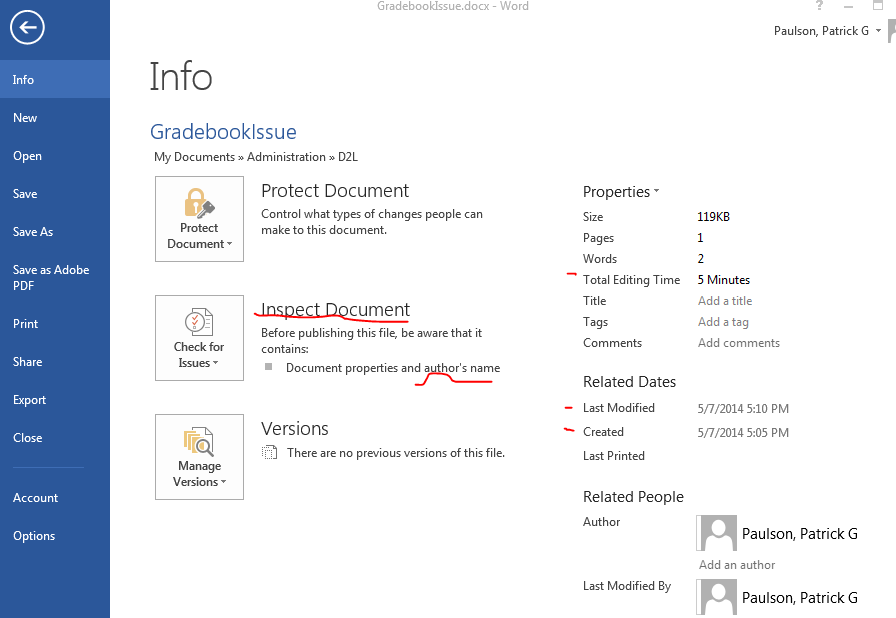 GradebookIssue.docx - Word
?
Paulson, Patrick G
Info
New
Open
Save
Save As
Save as Adobe
PDF
Print
Share
Export
Close
Account
Options
Info
GradebookIssue
My Documents » Administration » D2L
Protect
Document
Protect Document
Control what types of changes people can
make to this document.
Check for
Issues
Inspect Document
Before publishing this file, be aware that it
contains:
Document properties and author's name
Manage
Versions
Versions
There are no previous versions of this file.
Properties
Size 119KB
Pages 1
Words 2
Total Editing Time 5 Minutes
Title Add a title
Tags Add a tag
Comments Add comments
Related Dates
Last Modified 5/7/2014 5:10 PM
Created 5/7/2014 5:05 PM
Last Printed
Related People
Author Paulson, Patrick G
Add an author
Last Modified By Paulson, Patrick G